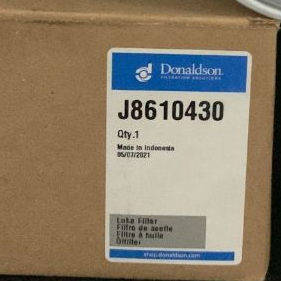 Donaldson
FILTRATION SOLUTIONS
J8610430
Qty.1
Made in Indonesia
05/07/2021
Lube Filter
Filtro de aceite
Filtre à huile
Ölfilter
shop.donaldson.com